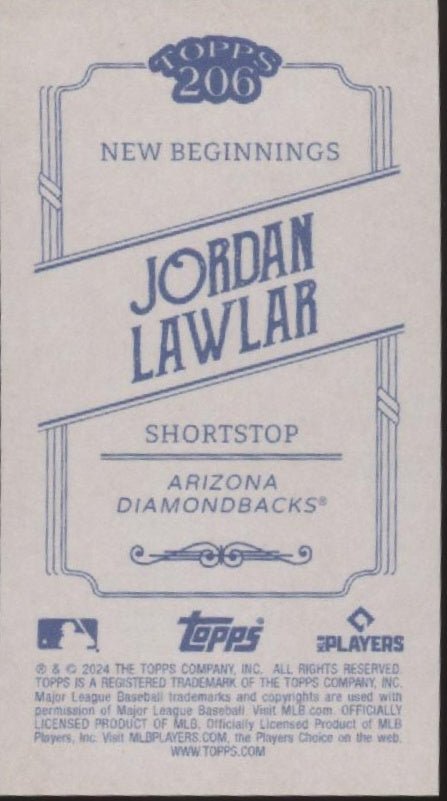 TOPPS
206
NEW BEGINNINGS
JORDAN
LAWLAR
SHORTSTOP
ARIZONA
DIAMONDBACKS®
Topps®
MLB PLAYERS
® & © 2024 THE TOPPS COMPANY, INC. ALL RIGHTS RESERVED.
TOPPS IS A REGISTERED TRADEMARK OF THE TOPPS COMPANY, INC.
Major League Baseball trademarks and copyrights are used with
permission of Major League Baseball. Visit MLB.com. OFFICIALLY
LICENSED PRODUCT OF MLB. Officially Licensed Product of MLB
Players, Inc. Visit MLBPLAYERS.COM, the Players Choice on the web.
WWW.TOPPS.COM